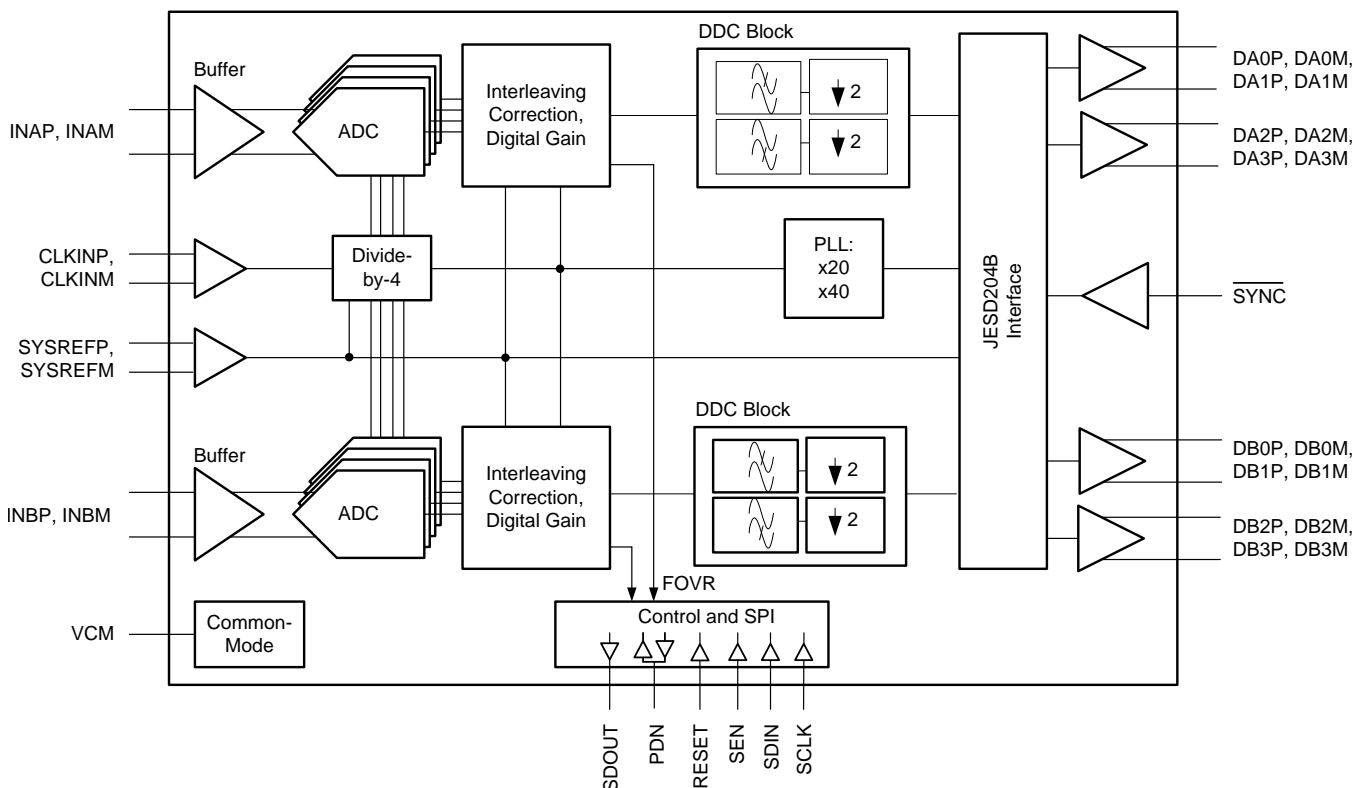 DDC Block
DA0P, DA0M,
DA1P, DA1M
Buffer
Interleaving
Correction,
Digital Gain
2
ADC
INAP, INAM
DA2P, DA2M,
DA3P, DA3M
2
CLKINP,
CLKINM
Divide-
by-4
PLL:
x20
x40
JESD204B
Interface
SYNC
SYSREFP,
SYSREFM
DDC Block
Buffer
DB0P, DB0M,
DB1P, DB1M
Interleaving
Correction,
Digital Gain
2
ADC
INBP, INBM
2
DB2P, DB2M,
DB3P, DB3M
FOVR
VCM
Common-
Mode
Control and SPI
SDOUT
PDN
RESET
SEN
SDIN
SCLK